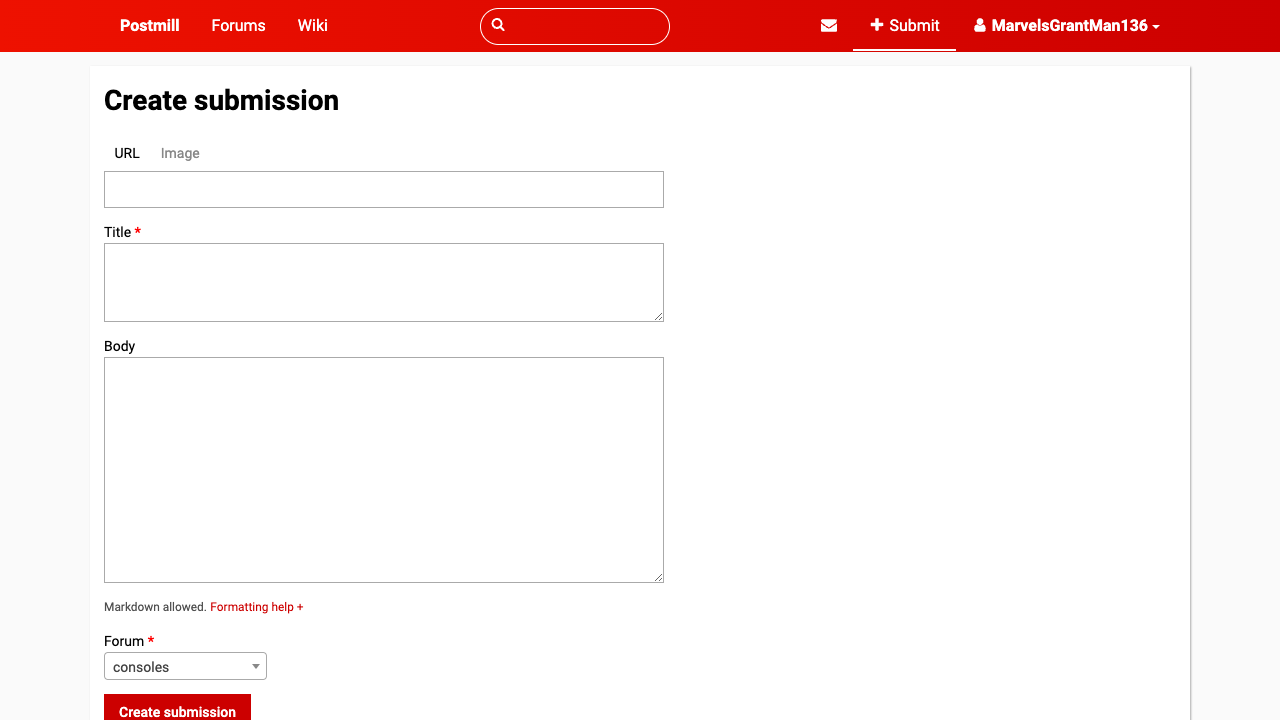 Postmill Forums Wiki Submit MarvelsGrantMan136
Create submission
URL Image
Title *
Body
Markdown allowed. Formatting help +
Forum *
consoles
Create submission